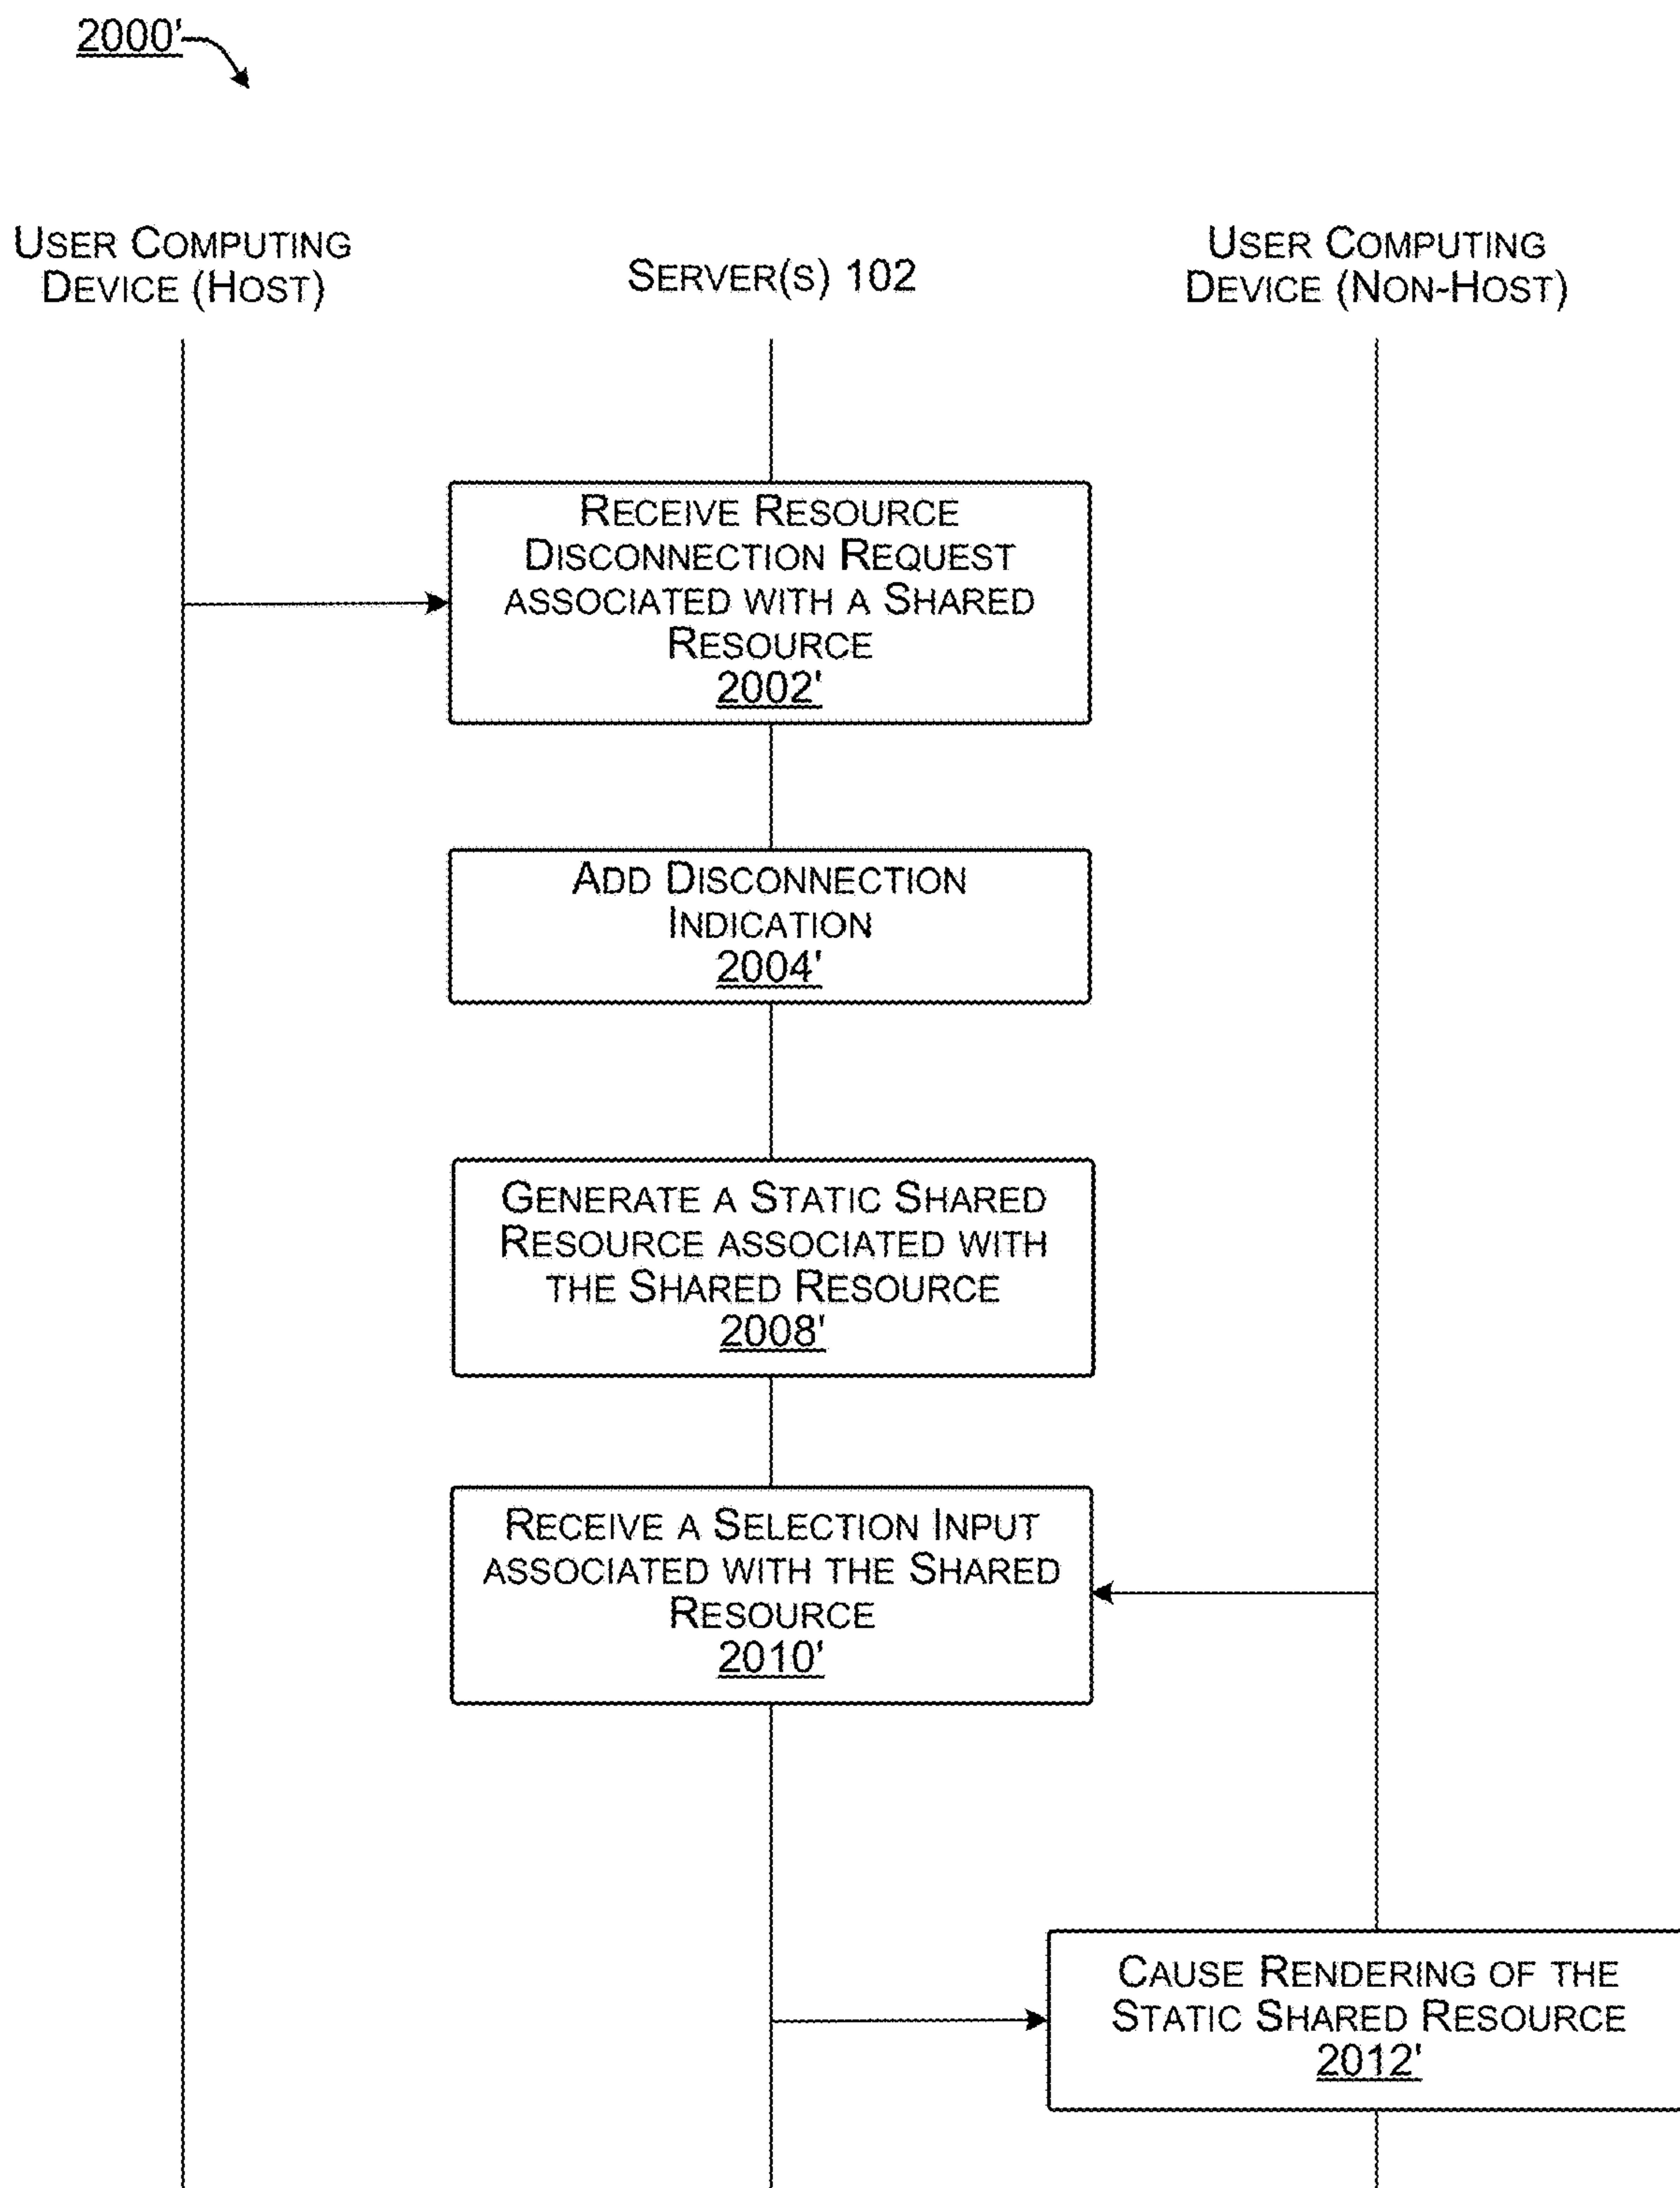 2000'
USER COMPUTING
DEVICE (HOST)
SERVER(S) 102
USER COMPUTING
DEVICE (NON-HOST)
RECEIVE RESOURCE
DISCONNECTION REQUEST
ASSOCIATED WITH A SHARED
RESOURCE
2002'
ADD DISCONNECTION
INDICATION
2004'
GENERATE A STATIC SHARED
RESOURCE ASSOCIATED WITH
THE SHARED RESOURCE
2008'
RECEIVE A SELECTION INPUT
ASSOCIATED WITH THE SHARED
RESOURCE
2010'
CAUSE RENDERING OF THE
STATIC SHARED RESOURCE
2012'